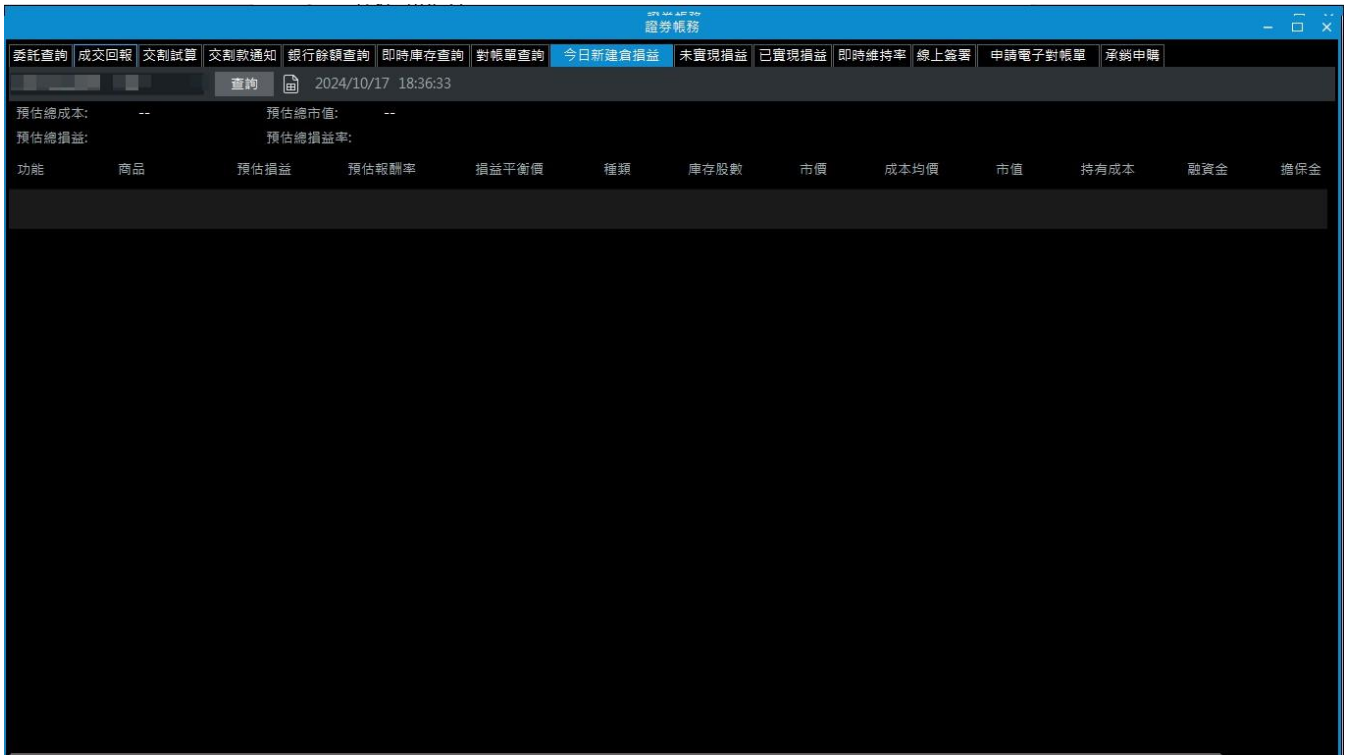 證券帳務
委託查詢 成交回報 交割試算 交割款通知 銀行餘額查詢 即時庫存查詢 對帳單查詢 今日新建倉損益 未實現損益 已實現損益 即時維持率 線上簽署 申請電子對帳單 承銷申購
查詢 2024/10/17 18:36:33
預估總成本: -- 預估總市值: --
預估總損益: 預估總損益率:
功能 商品 預估損益 預估報酬率 損益平衡價 種類 庫存股數 市價 成本均價 市值 持有成本 融資金 擔保金